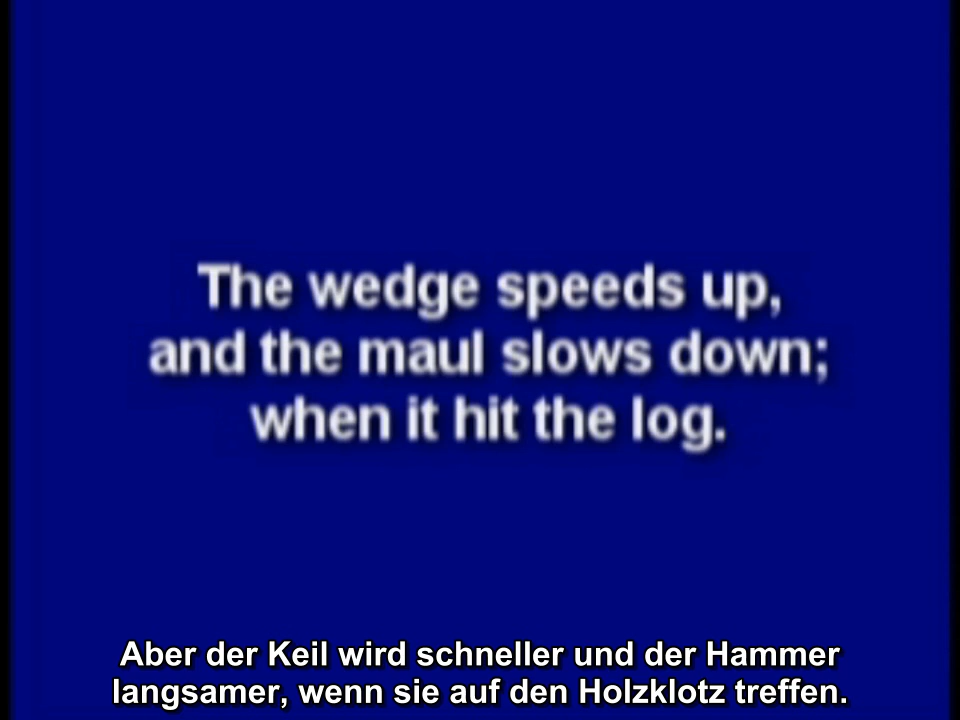 The wedge speeds up,
and the maul slows down;
when it hit the log.
Aber der Keil wird schneller und der Hammer
langsamer, wenn sie auf den Holzklotz treffen.